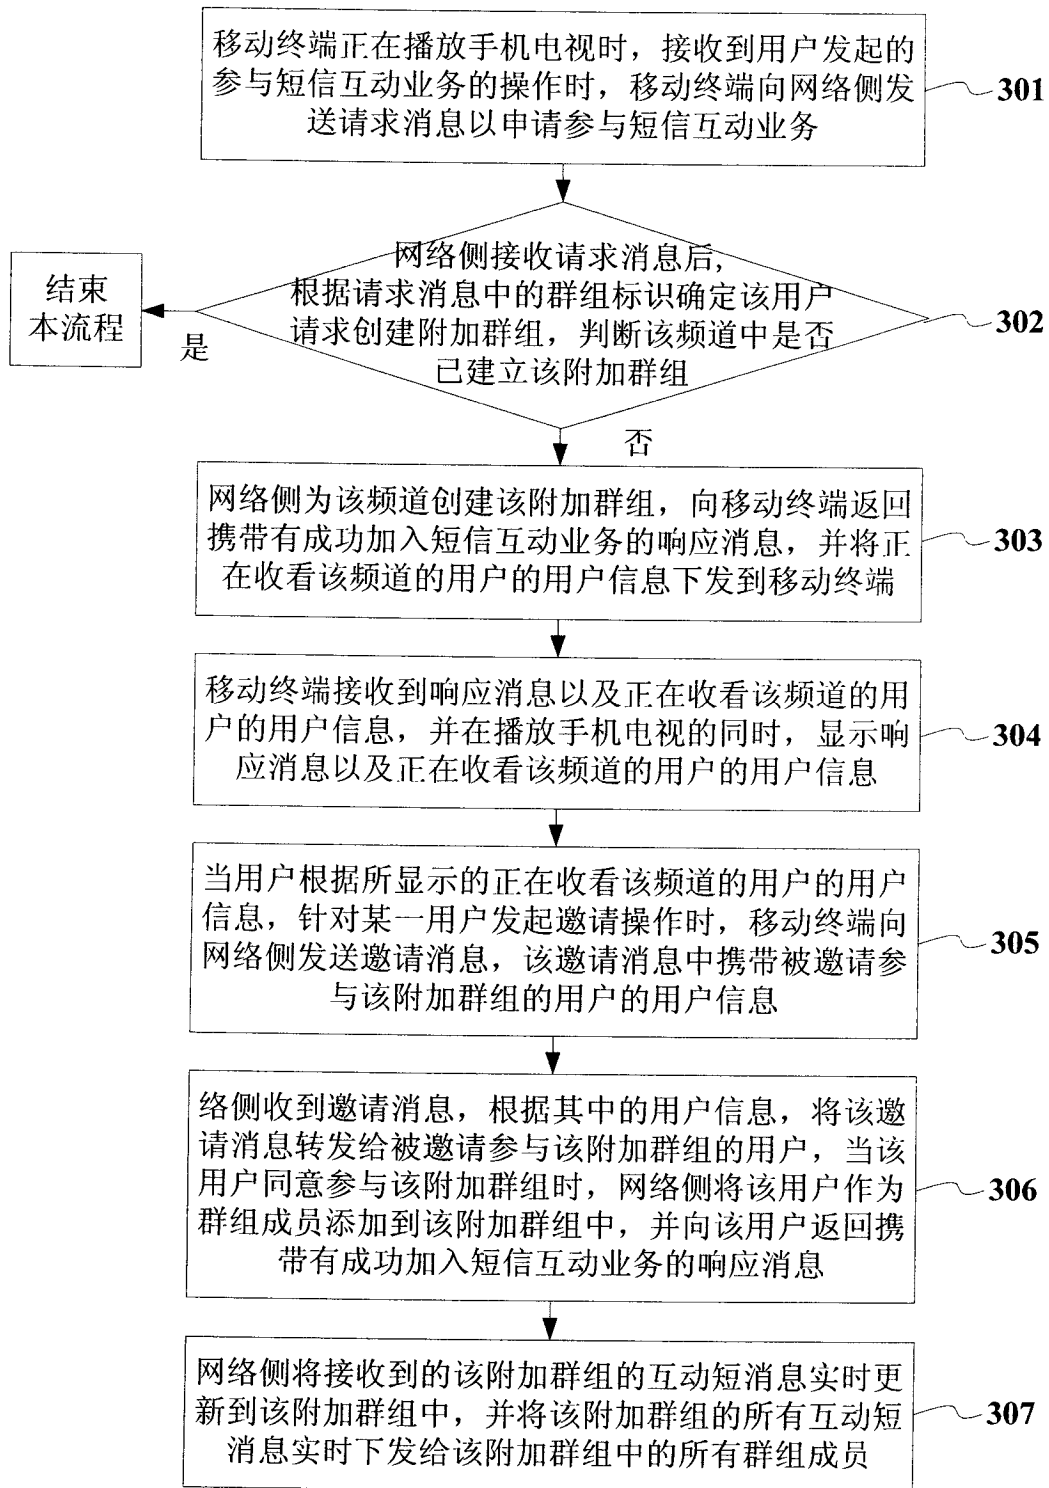 移动终端正在播放手机电视时，接收到用户发起的
参与短信互动业务的操作时，移动终端向网络侧发
送请求消息以申请参与短信互动业务
301
网络侧接收请求消息后,
根据请求消息中的群组标识确定该用户
请求创建附加群组，判断该频道中是否
已建立该附加群组
302
结束
本流程
是
否
网络侧为该频道创建该附加群组，向移动终端返回
携带有成功加入短信互动业务的响应消息，并将正
在收看该频道的用户的用户信息下发到移动终端
303
移动终端接收到响应消息以及正在收看该频道的用
户的用户信息，并在播放手机电视的同时，显示响
应消息以及正在收看该频道的用户的用户信息
304
当用户根据所显示的正在收看该频道的用户的用户
信息，针对某一用户发起邀请操作时，移动终端向
网络侧发送邀请消息，该邀请消息中携带被邀请参
与该附加群组的用户的用户信息
305
络侧收到邀请消息，根据其中的用户信息，将该邀
请消息转发给被邀请参与该附加群组的用户，当该
用户同意参与该附加群组时，网络侧将该用户作为
群组成员添加到该附加群组中，并向该用户返回携
带有成功加入短信互动业务的响应消息
306
网络侧将接收到的该附加群组的互动短消息实时更
新到该附加群组中，并将该附加群组的所有互动短
消息实时下发给该附加群组中的所有群组成员
307